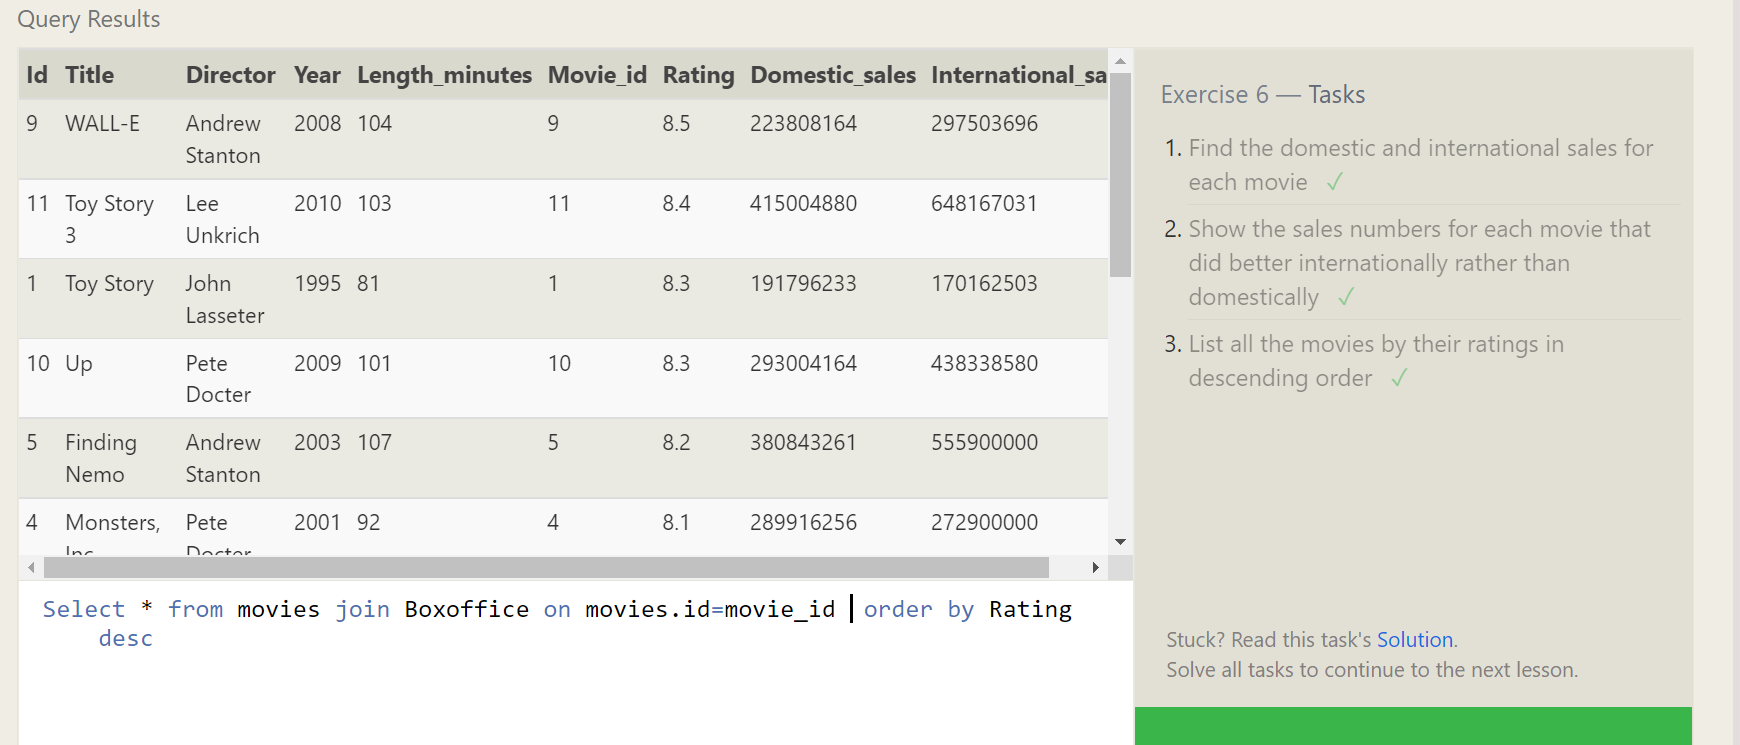 Query Results
Id Title Director Year Length_minutes Movie_id Rating Domestic_sales International_sa
9 WALL-E Andrew 2008 104 9 8.5 223808164 297503696
Stanton
11 Toy Story Lee 2010 103 11 8.4 415004880 648167031
3 Unkrich
1 Toy Story John 1995 81 1 8.3 191796233 170162503
Lasseter
10 Up Pete 2009 101 10 8.3 293004164 438338580
Docter
5 Finding Andrew 2003 107 5 8.2 380843261 555900000
Nemo Stanton
4 Monsters, Pete 2001 92 4 8.1 289916256 272900000
Inc Docter
Select * from movies join Boxoffice on movies.id=movie_id order by Rating
desc
Exercise 6 — Tasks
1. Find the domestic and international sales for
each movie ✓
2. Show the sales numbers for each movie that
did better internationally rather than
domestically ✓
3. List all the movies by their ratings in
descending order ✓
Stuck? Read this task's Solution.
Solve all tasks to continue to the next lesson.